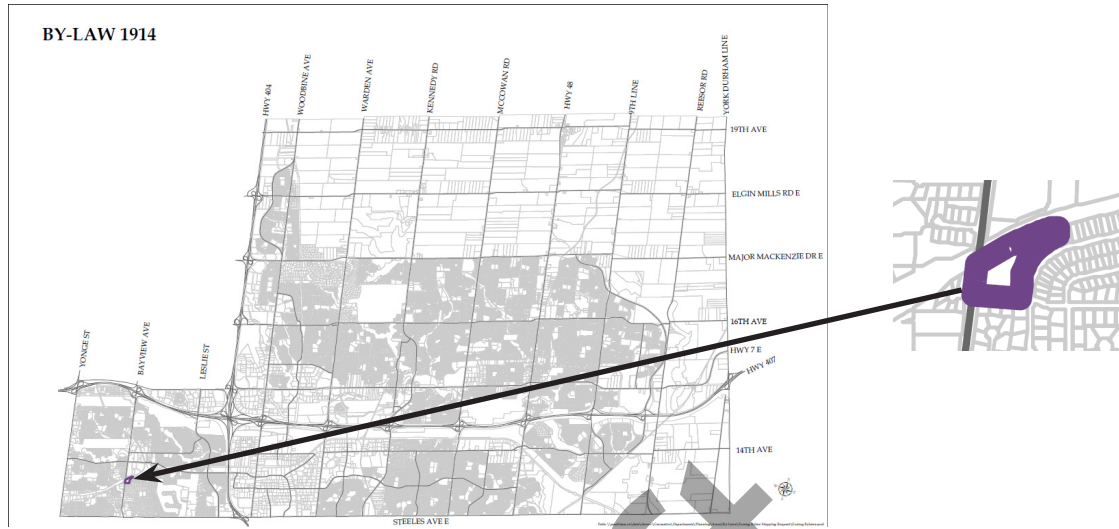 BY-LAW 1914
HWY 404
WOODBINE AVE
WARDEN AVE
KENNEDY RD
MCCOWAN RD
HWY 48
9TH LINE
REESOR RD
YORK DURHAM LINE
19TH AVE
ELGIN MILLS RD E
MAJOR MACKENZIE DR E
16TH AVE
HWY 7 E
HWY 407
YONGE ST
BAYVIEW AVE
LESLIE ST
14TH AVE
STEELES AVE E